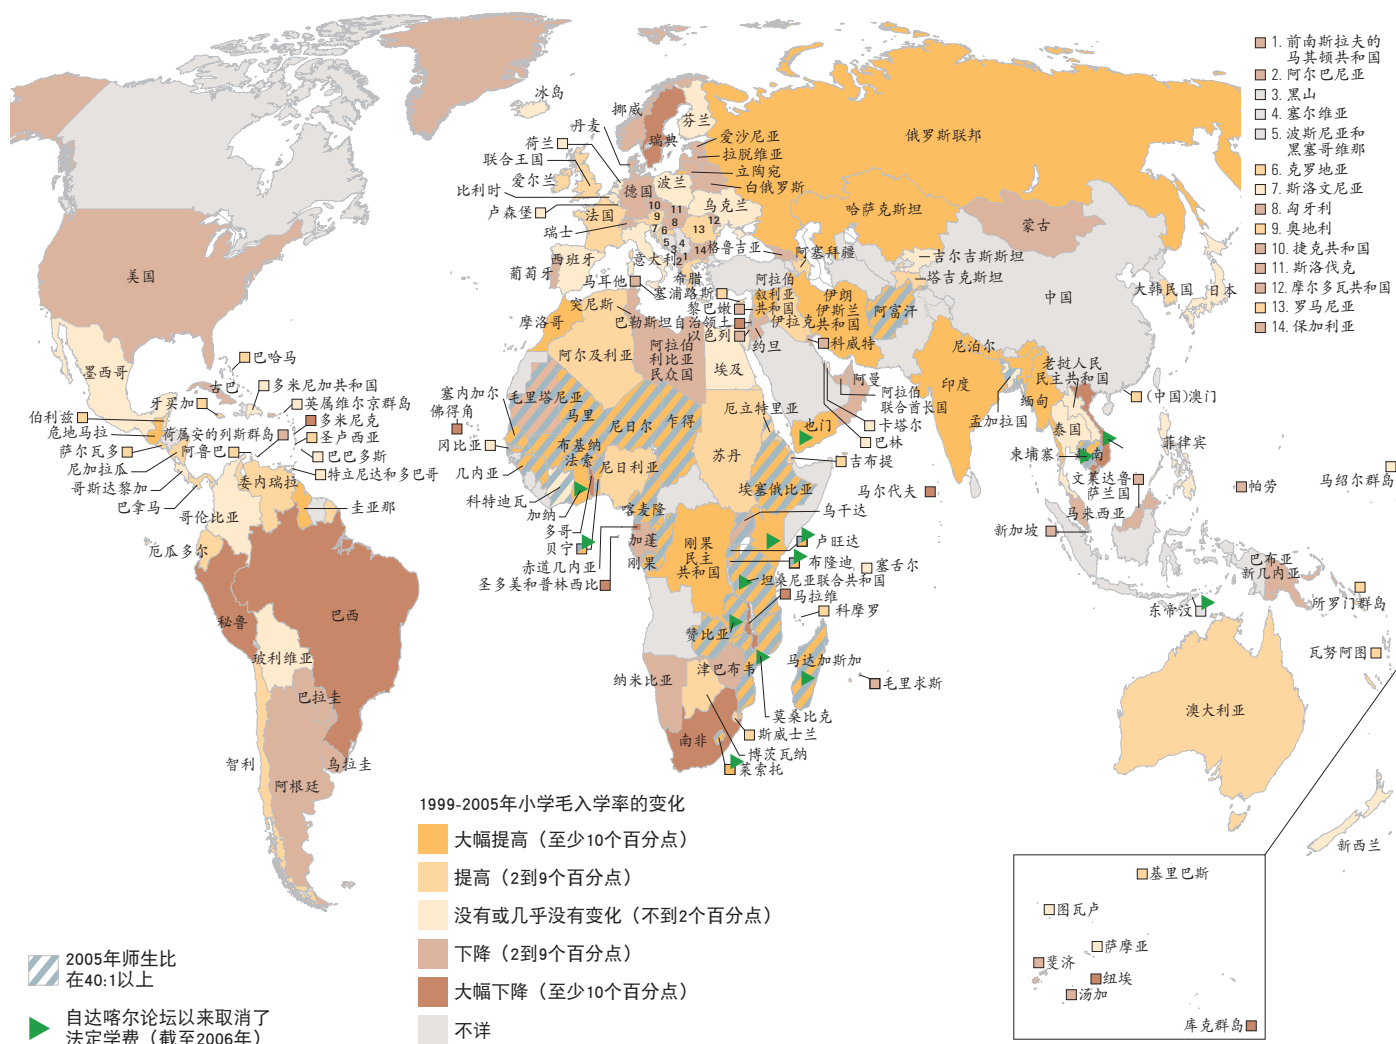 1. 前南斯拉夫的
马其顿共和国
2. 阿尔巴尼亚
3. 黑山
4. 塞尔维亚
5. 波斯尼亚和
黑塞哥维那
6. 克罗地亚
7. 斯洛文尼亚
8. 匈牙利
9. 奥地利
10. 捷克共和国
11. 斯洛伐克
12. 摩尔多瓦共和国
13. 罗马尼亚
14. 保加利亚
冰岛
挪威
芬兰
丹麦
瑞典
荷兰
联合王国
爱尔兰
比利时
卢森堡
法国
瑞士
德国
波兰
爱沙尼亚
拉脱维亚
立陶宛
白俄罗斯
乌克兰
俄罗斯联邦
哈萨克斯坦
蒙古
中国
10
11
9
8
12
7
6
13
5
4
3
14
2
1
西班牙
葡萄牙
意大利
马耳他
希腊
塞浦路斯
格鲁吉亚
阿塞拜疆
吉尔吉斯斯坦
塔吉克斯坦
大韩民国
日本
突尼斯
摩洛哥
黎巴嫩
巴勒斯坦自治领土
以色列
阿拉伯
叙利亚
共和国
伊拉克
约旦
伊朗
伊斯兰
共和国
科威特
阿富汗
尼泊尔
印度
孟加拉国
缅甸
老挝人民
民主共和国
泰国
柬埔寨
越南
(中国)澳门
菲律宾
美国
墨西哥
巴哈马
古巴
多米尼加共和国
牙买加
英属维尔京群岛
伯利兹
多米尼克
危地马拉
荷属安的列斯群岛
圣卢西亚
萨尔瓦多
阿鲁巴
巴巴多斯
尼加拉瓜
特立尼达和多巴哥
哥斯达黎加
委内瑞拉
巴拿马
哥伦比亚
圭亚那
厄瓜多尔
秘鲁
巴西
玻利维亚
巴拉圭
智利
乌拉圭
阿根廷
阿尔及利亚
阿拉伯
利比亚
民众国
埃及
塞内加尔
佛得角
毛里塔尼亚
马里
尼日尔
乍得
冈比亚
几内亚
布基纳
法索
尼日利亚
苏丹
厄立特里亚
也门
阿曼
阿拉伯
联合酋长国
卡塔尔
巴林
吉布提
埃塞俄比亚
科特迪瓦
加纳
多哥
贝宁
喀麦隆
加蓬
刚果
赤道几内亚
圣多美和普林西比
刚果
民主
共和国
乌干达
卢旺达
布隆迪
坦桑尼亚联合共和国
马拉维
塞舌尔
科摩罗
马尔代夫
赞比亚
津巴布韦
纳米比亚
马达加斯加
毛里求斯
莫桑比克
斯威士兰
博茨瓦纳
莱索托
南非
文莱达鲁
萨兰国
马来西亚
新加坡
帕劳
马绍尔群岛
巴布亚
新几内亚
东帝汶
所罗门群岛
瓦努阿图
澳大利亚
新西兰
基里巴斯
图瓦卢
萨摩亚
斐济
纽埃
汤加
库克群岛
1999-2005年小学毛入学率的变化
大幅提高（至少10个百分点）
提高（2到9个百分点）
没有或几乎没有变化（不到2个百分点）
下降（2到9个百分点）
大幅下降（至少10个百分点）
不详
2005年师生比
在40:1以上
自达喀尔论坛以来取消了
法定学费（截至2006年）